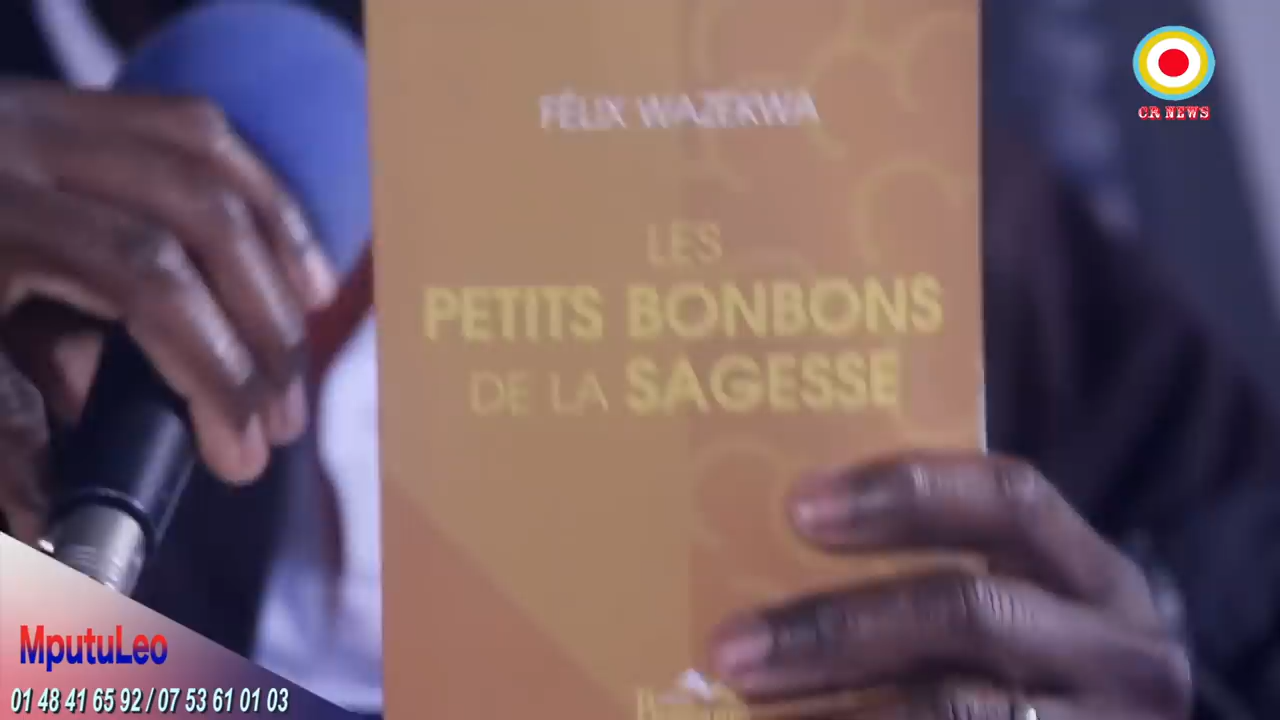 CR NEWS
FÉLIX WAZEKWA
LES
PETITS BONBONS
DE LA SAGESSE
MputuLeo
01 48 41 65 92 / 07 53 61 01 03